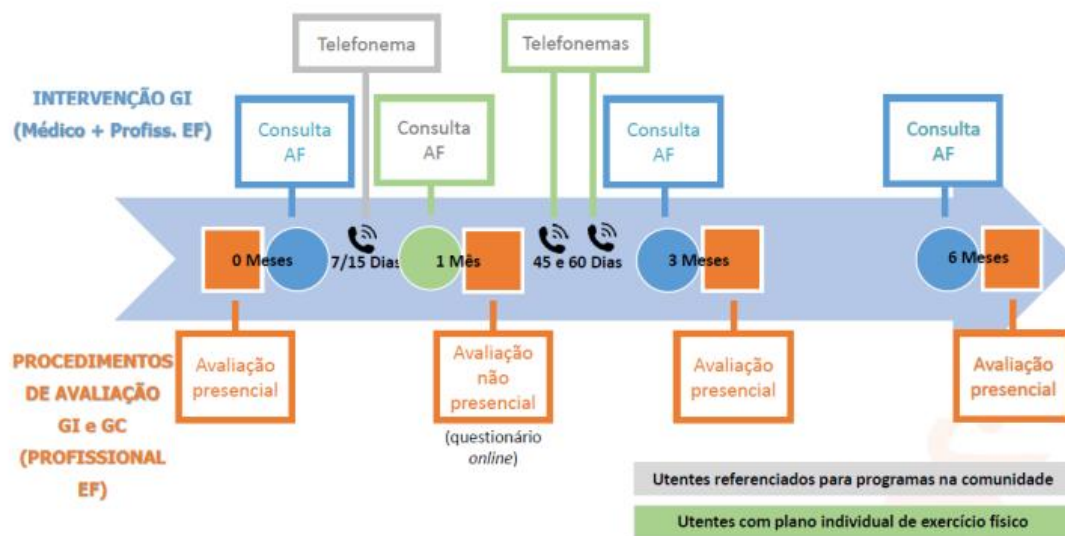 Telefonema
Telefonemas
INTERVENÇÃO GI
(Médico + Profiss. EF)
Consulta
AF
Consulta
AF
Consulta
AF
Consulta
AF
0 Meses
7/15 Dias
1 Mês
45 e 60 Dias
3 Meses
6 Meses
PROCEDIMENTOS
DE AVALIAÇÃO
GI e GC
(PROFISSIONAL
EF)
Avaliação
presencial
Avaliação
não
presencial
(questionário
online)
Avaliação
presencial
Avaliação
presencial
Utentes referenciados para programas na comunidade
Utentes com plano individual de exercício físico